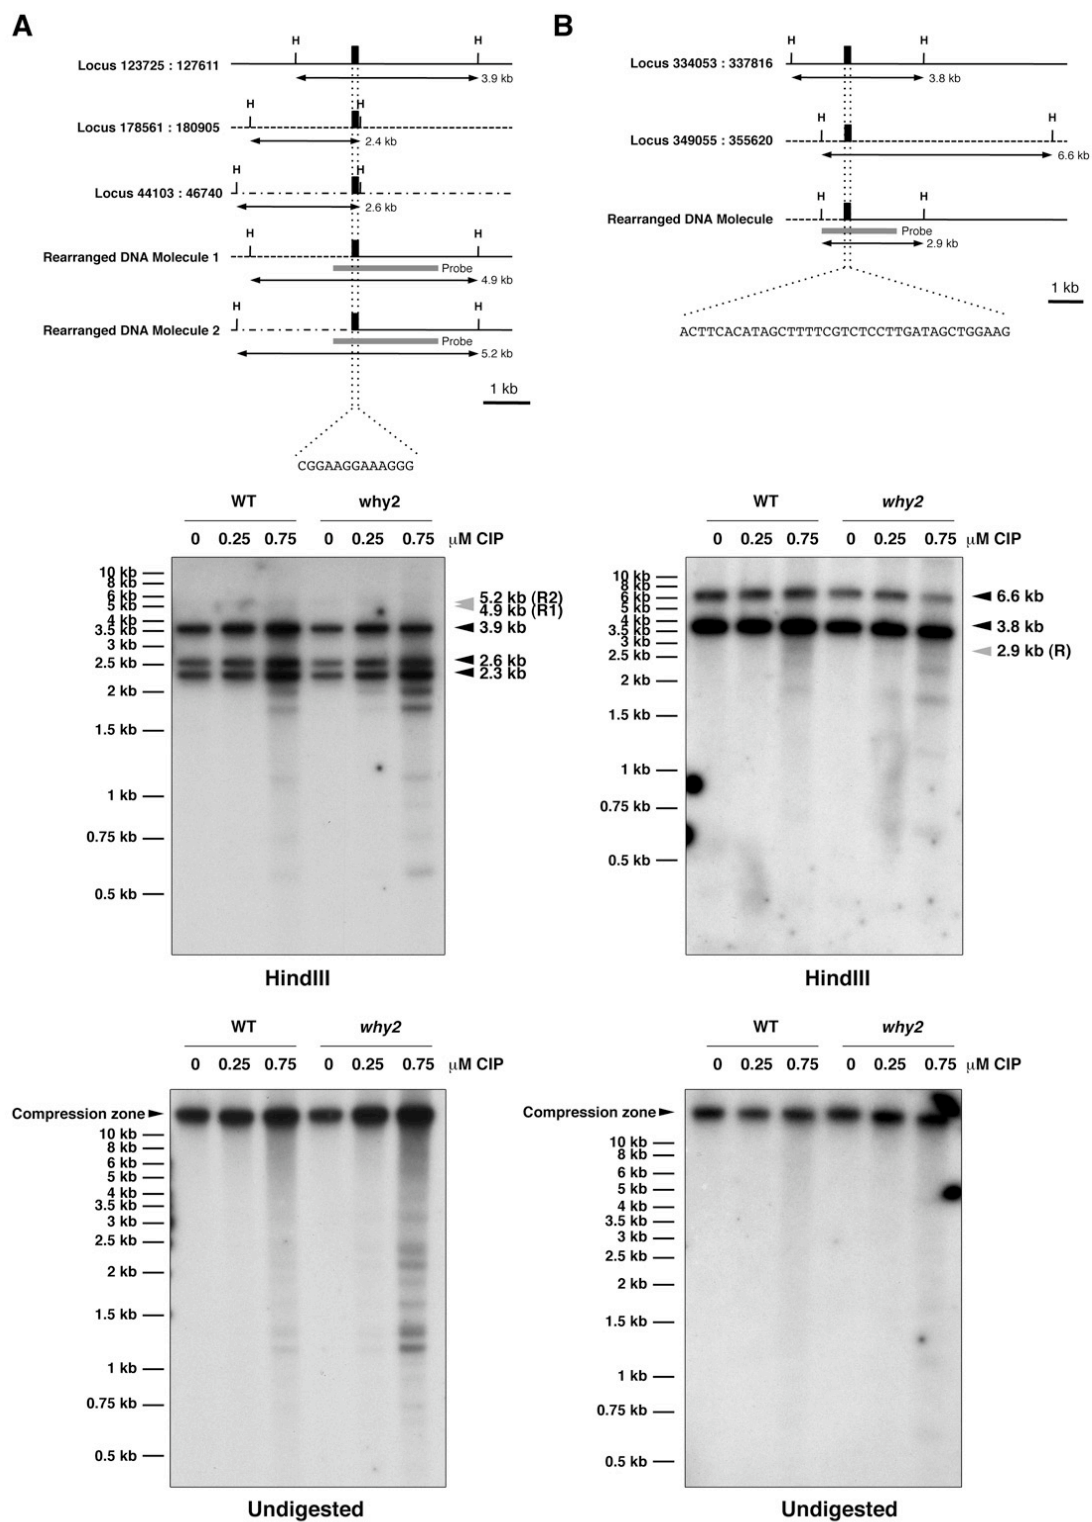 A
H H
Locus 123725 : 127611
3.9 kb
H H
Locus 178561 : 180905
2.4 kb
H H
Locus 44103 : 46740
2.6 kb
H H
Rearranged DNA Molecule 1
Probe
4.9 kb
H H
Rearranged DNA Molecule 2
Probe
5.2 kb
1 kb
CGGAAGGAAAGGG
WT why2
0 0.25 0.75 0 0.25 0.75 μM CIP
10 kb
8 kb
6 kb
5 kb
4 kb
3.5 kb
3 kb
2.5 kb
2 kb
1.5 kb
1 kb
0.75 kb
0.5 kb
5.2 kb (R2)
4.9 kb (R1)
3.9 kb
2.6 kb
2.3 kb
HindIII
WT why2
0 0.25 0.75 0 0.25 0.75 μM CIP
Compression zone
10 kb
8 kb
6 kb
5 kb
4 kb
3.5 kb
3 kb
2.5 kb
2 kb
1.5 kb
1 kb
0.75 kb
0.5 kb
Undigested
B
H H
Locus 334053 : 337816
3.8 kb
H H
Locus 349055 : 355620
6.6 kb
H H
Rearranged DNA Molecule
Probe
2.9 kb
1 kb
ACTTCACATAGCTTTTCGTCTCCTTGATAGCTGGAAG
WT why2
0 0.25 0.75 0 0.25 0.75 μM CIP
10 kb
8 kb
6 kb
5 kb
4 kb
3.5 kb
3 kb
2.5 kb
2 kb
1.5 kb
1 kb
0.75 kb
0.5 kb
6.6 kb
3.8 kb
2.9 kb (R)
HindIII
WT why2
0 0.25 0.75 0 0.25 0.75 μM CIP
Compression zone
10 kb
8 kb
6 kb
5 kb
4 kb
3.5 kb
3 kb
2.5 kb
2 kb
1.5 kb
1 kb
0.75 kb
0.5 kb
Undigested